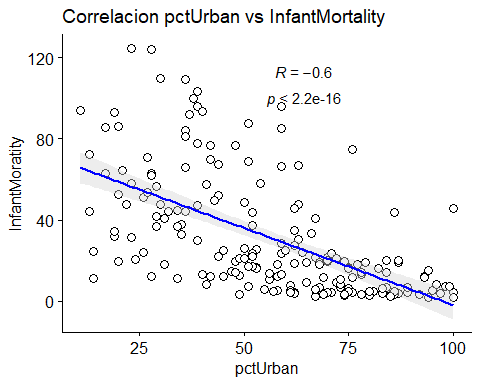 Correlacion pctUrban vs InfantMortality
R = −0.6
p < 2.2e-16
InfantMoratity
120
80
40
0
25 50 75 100
pctUrban